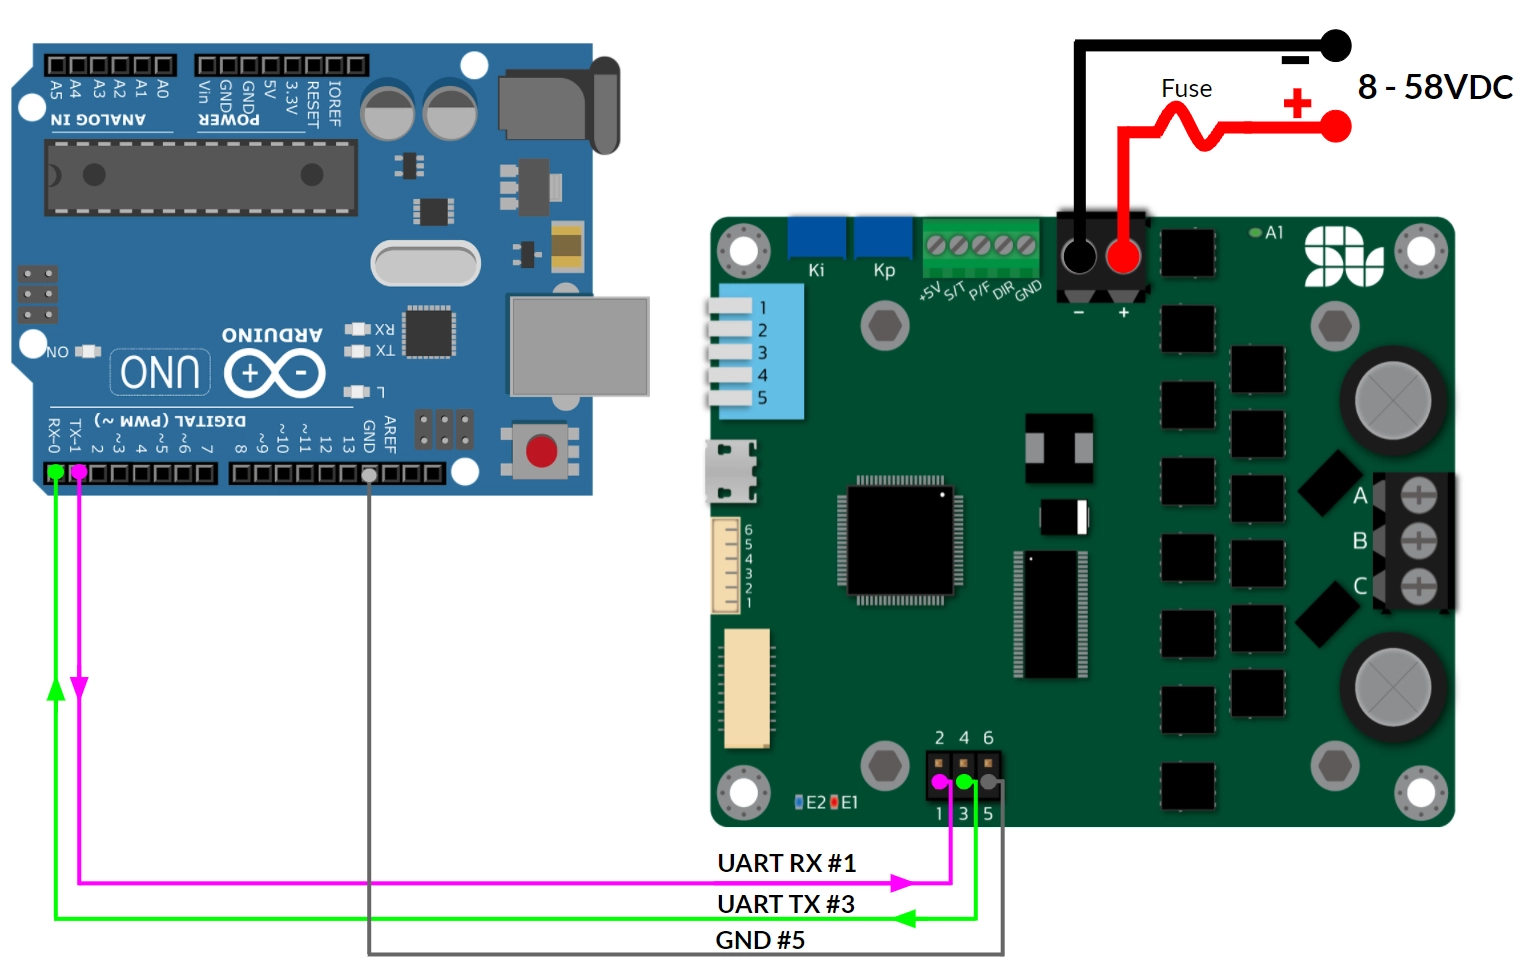 8 - 58VDC
-
+
Fuse
A5
A4
A3
A2
A1
A0
Vin
GND
GND
5V
3.3V
RESET
IOREF
ANALOG IN
POWER
ON
UNO
ARDUINO
+ -
RX
TX
L
DIGITAL (PWM ~)
RX-0
TX-1
2
~3
4
~5
~6
7
8
~9
~10
~11
12
13
GND
AREF
Ki
Kp
+5V
S/T
P/F
DIR
GND
- +
A1
1
2
3
4
5
A
B
C
6
5
4
3
2
1
2 4 6
1 3 5
E2 E1
UART RX #1
UART TX #3
GND #5